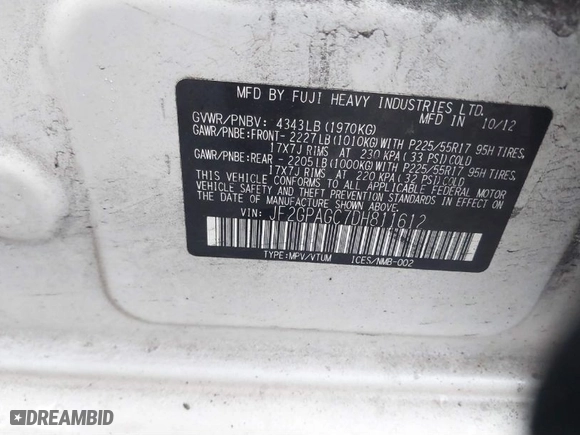 MFD BY FUJI HEAVY INDUSTRIES LTD.
MFD IN 10/12
GVWR/PNBV: 4343LB(1970KG)
GAWR/PBNE:FRONT-2227LB(1010KG)WITH P225/55R17 95H TIRES,
17x7J RIMS AT 230 KPA(33 PSI)COLD
GAWR/PBNE:REAR -2205LB(1000KG)WITH P225/55R17 95H TIRES,
17x7J RIMS AT 220 KPA(32 PSI)COLD
THIS VEHICLE CONFORMS TO ALL APPLICABLE FEDERAL MOTOR
VEHICLE SAFETY AND THEFT PREVENTION STANDARDS IN EFFECT
ON THE DATE OF MANUFACTURE SHOWN ABOVE.
VIN: JF2GPAGC7DH811612
TYPE:MPV/VTUM ICES/NMB-002
DREAMBID